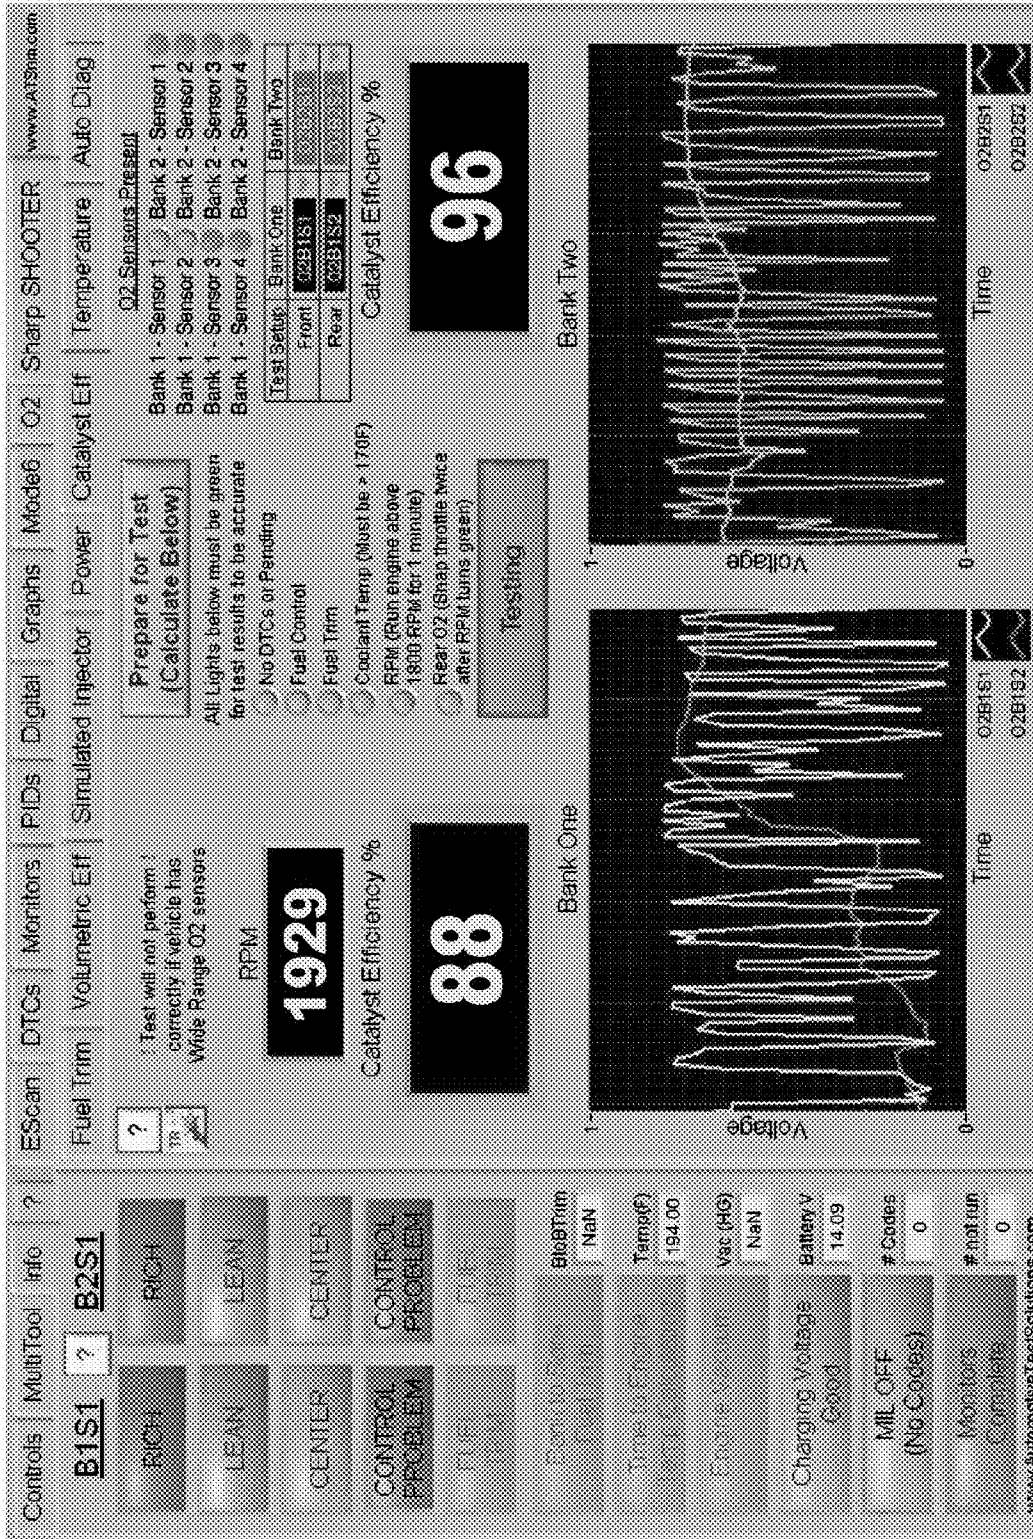 Controls | MultiTool | Info | ?
B1S1 ? B2S1
RICH RICH
LEAN LEAN
CENTER CENTER
CONTROL PROBLEM CONTROL PROBLEM
BtoBTrim
NaN
Temp(F)
194.00
Vac (HG)
NaN
Charging Voltage Good
Battery V
14.09
MIL OFF
(No Codes)
# Codes
0
Monitors
Complete
# not run
0
EScan | DTCs | Monitors | PIDs | Digital | Graphs | Mode6 | O2 | Sharp SHOOTER
Fuel Trim | Volumetric Eff | Simulated Injector | Power | Catalyst Eff | Temperature | Auto Diag
?
TR
! Test will not perform !
correctly if vehicle has
Wide Range O2 sensors
RPM
1929
Catalyst Efficiency %
88
Prepare for Test
(Calculate Below)
All Lights below must be green
for test results to be accurate
No DTCs or Pending
Fuel Control
Fuel Trim
Coolant Temp (Must be > 170F)
RPM (Run engine above
1800 RPM for 1 minute)
Rear O2 (Snap throttle twice
after RPM turns green)
Testing
O2 Sensors Present
Bank 1 - Sensor 1 Bank 2 - Sensor 1
Bank 1 - Sensor 2 Bank 2 - Sensor 2
Bank 1 - Sensor 3 Bank 2 - Sensor 3
Bank 1 - Sensor 4 Bank 2 - Sensor 4
Test Setup Bank One Bank Two
Front O2B1S1
Rear O2B1S2
Catalyst Efficiency %
96
Bank One
1-
Voltage
0-
Time
O2B1S1
O2B1S2
Bank Two
1-
Voltage
0-
Time
O2B2S1
O2B2S2